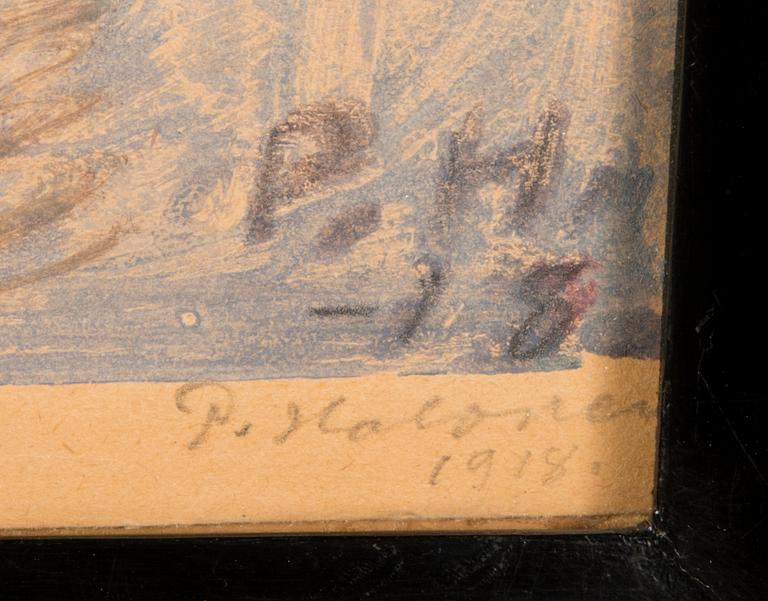 P. H.
-18
P. Halonen
1918.